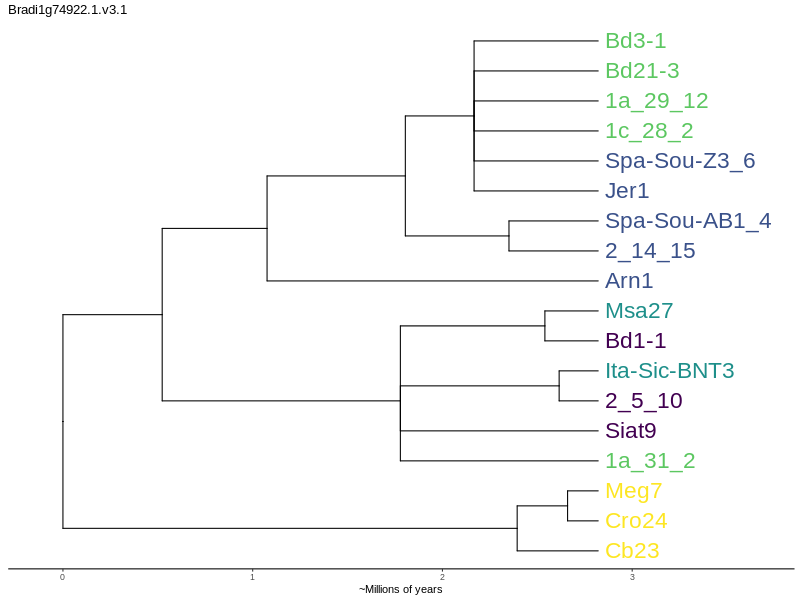 Bradi1g74922.1.v3.1
Bd3-1
Bd21-3
1a_29_12
1c_28_2
Spa-Sou-Z3_6
Jer1
Spa-Sou-AB1_4
2_14_15
Arn1
Msa27
Bd1-1
Ita-Sic-BNT3
2_5_10
Siat9
1a_31_2
Meg7
Cro24
Cb23
0 1 2 3
~Millions of years